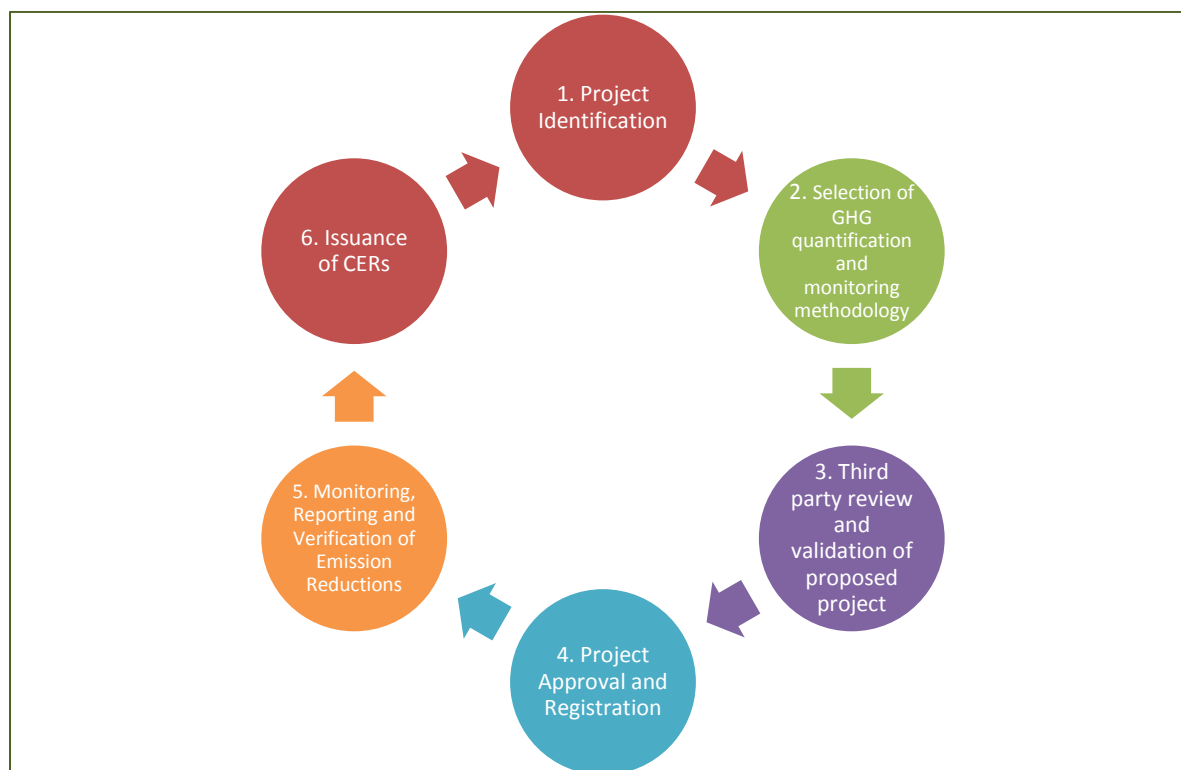 1. Project
Identification
2. Selection of
GHG
quantification
and
monitoring
methodology
3. Third
party review
and
validation of
proposed
project
4. Project
Approval and
Registration
5. Monitoring,
Reporting and
Verification of
Emission
Reductions
6. Issuance
of CERs